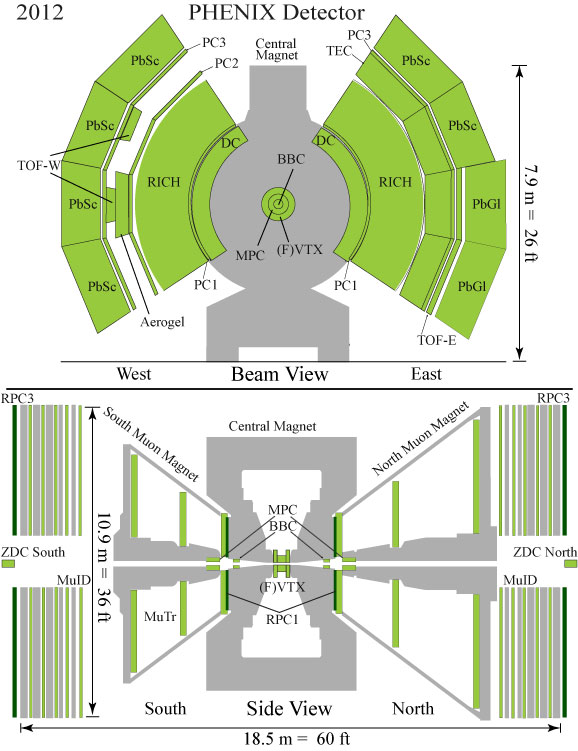 2012
PHENIX Detector
Central
Magnet
PC3
PC2
PbSc
PbSc
TOF-W
PbSc
PbSc
RICH
DC
Aerogel
PC1
BBC
MPC
(F)VTX
PC3
TEC
PbSc
DC
PbSc
RICH
PbGl
PbGl
PC1
TOF-E
7.9 m = 26 ft
West
Beam View
East
RPC3
South Muon Magnet
Central Magnet
North Muon Magnet
RPC3
MPC
BBC
10.9 m = 36 ft
ZDC South
ZDC North
MuID
(F)VTX
MuID
MuTr
RPC1
South
Side View
North
18.5 m = 60 ft